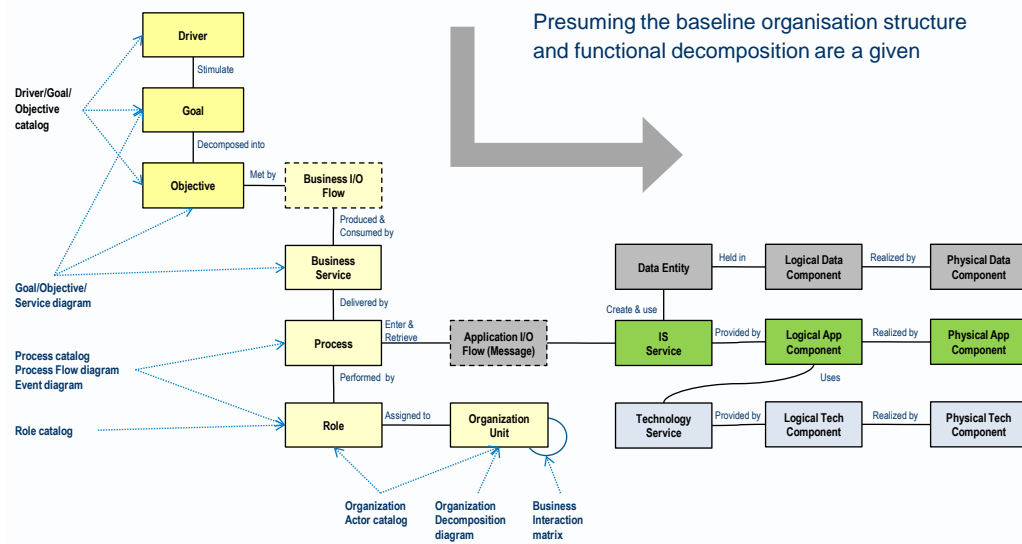 Presuming the baseline organisation structure
and functional decomposition are a given
Driver
Stimulate
Driver/Goal/
Objective
catalog
Goal
Decomposed into
Objective
Met by
Business I/O
Flow
Produced &
Consumed by
Business
Service
Goal/Objective/
Service diagram
Delivered by
Data Entity
Held in
Logical Data
Component
Realized by
Physical Data
Component
Create & use
Process
Enter &
Retrieve
Application I/O
Flow (Message)
IS
Service
Provided by
Logical App
Component
Realized by
Physical App
Component
Process catalog
Process Flow diagram
Event diagram
Performed by
Uses
Role catalog
Role
Assigned to
Organization
Unit
Technology
Service
Provided by
Logical Tech
Component
Realized by
Physical Tech
Component
Organization
Actor catalog
Organization
Decomposition
diagram
Business
Interaction
matrix